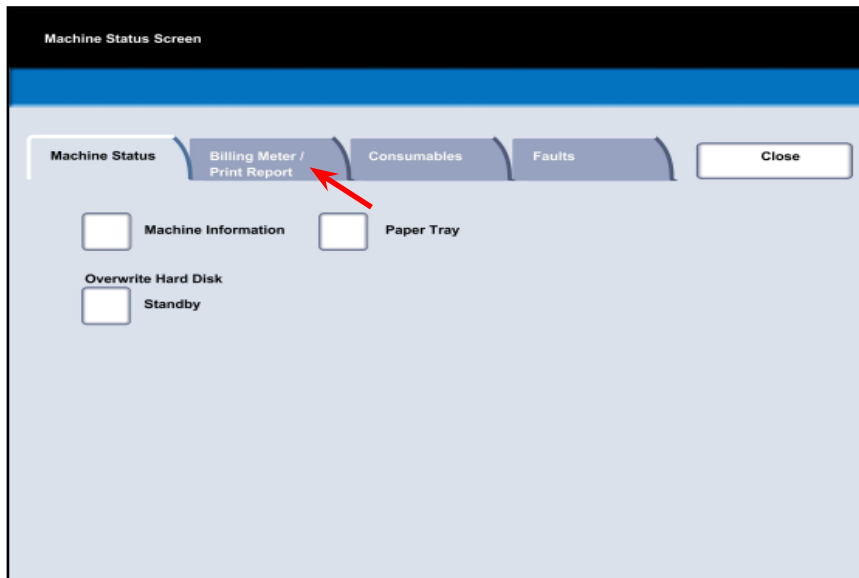 Machine Status Screen
Machine Status
Billing Meter /
Print Report
Consumables
Faults
Close
Machine Information
Paper Tray
Overwrite Hard Disk
Standby